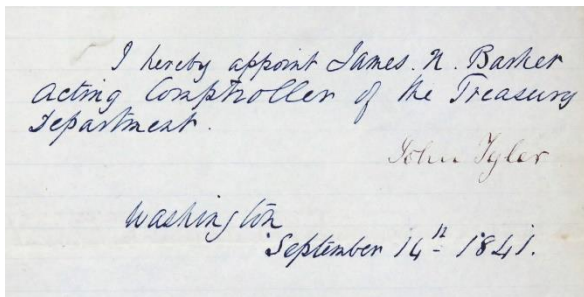 I hereby appoint James. N. Barker
acting Comptroller of the Treasury
Department.
John Tyler
Washington
September 14th 1841.